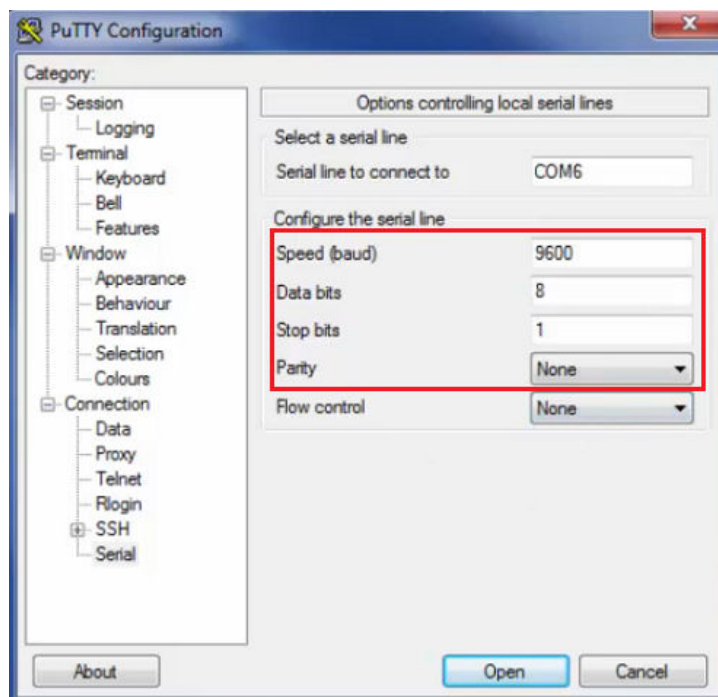 PuTTY Configuration
Category:
Session
Logging
Terminal
Keyboard
Bell
Features
Window
Appearance
Behaviour
Translation
Selection
Colours
Connection
Data
Proxy
Telnet
Rlogin
SSH
Serial
Options controlling local serial lines
Select a serial line
Serial line to connect to COM6
Configure the serial line
Speed (baud) 9600
Data bits 8
Stop bits 1
Parity None
Flow control None
About Open Cancel